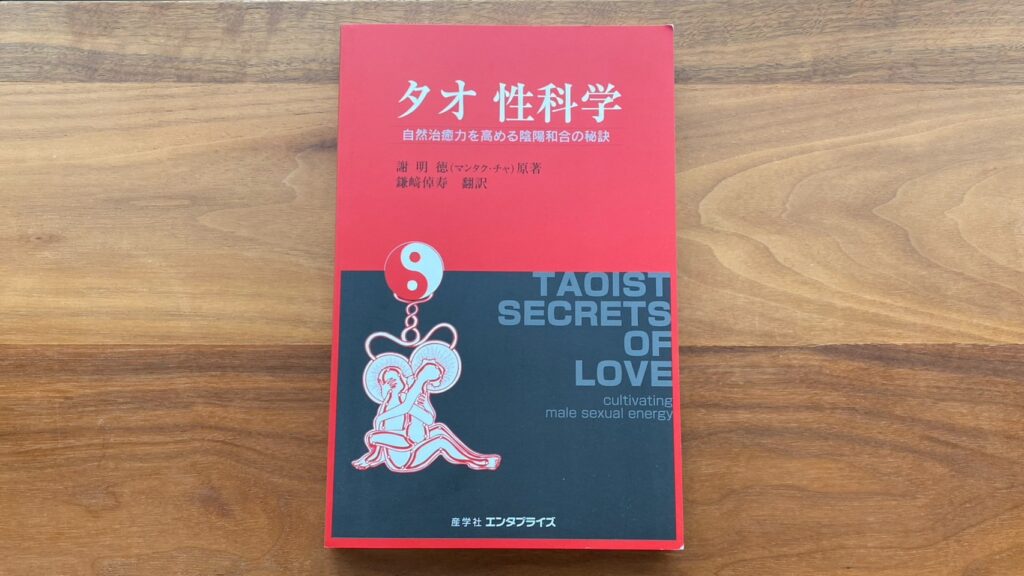 タオ 性科学
自然治癒力を高める陰陽和合の秘訣
謝 明 徳(マンタク・チャ)原著
鎌﨑倬寿 翻訳
TAOIST
SECRETS
OF
LOVE
cultivating
male sexual energy
産学社 エンタプライズ